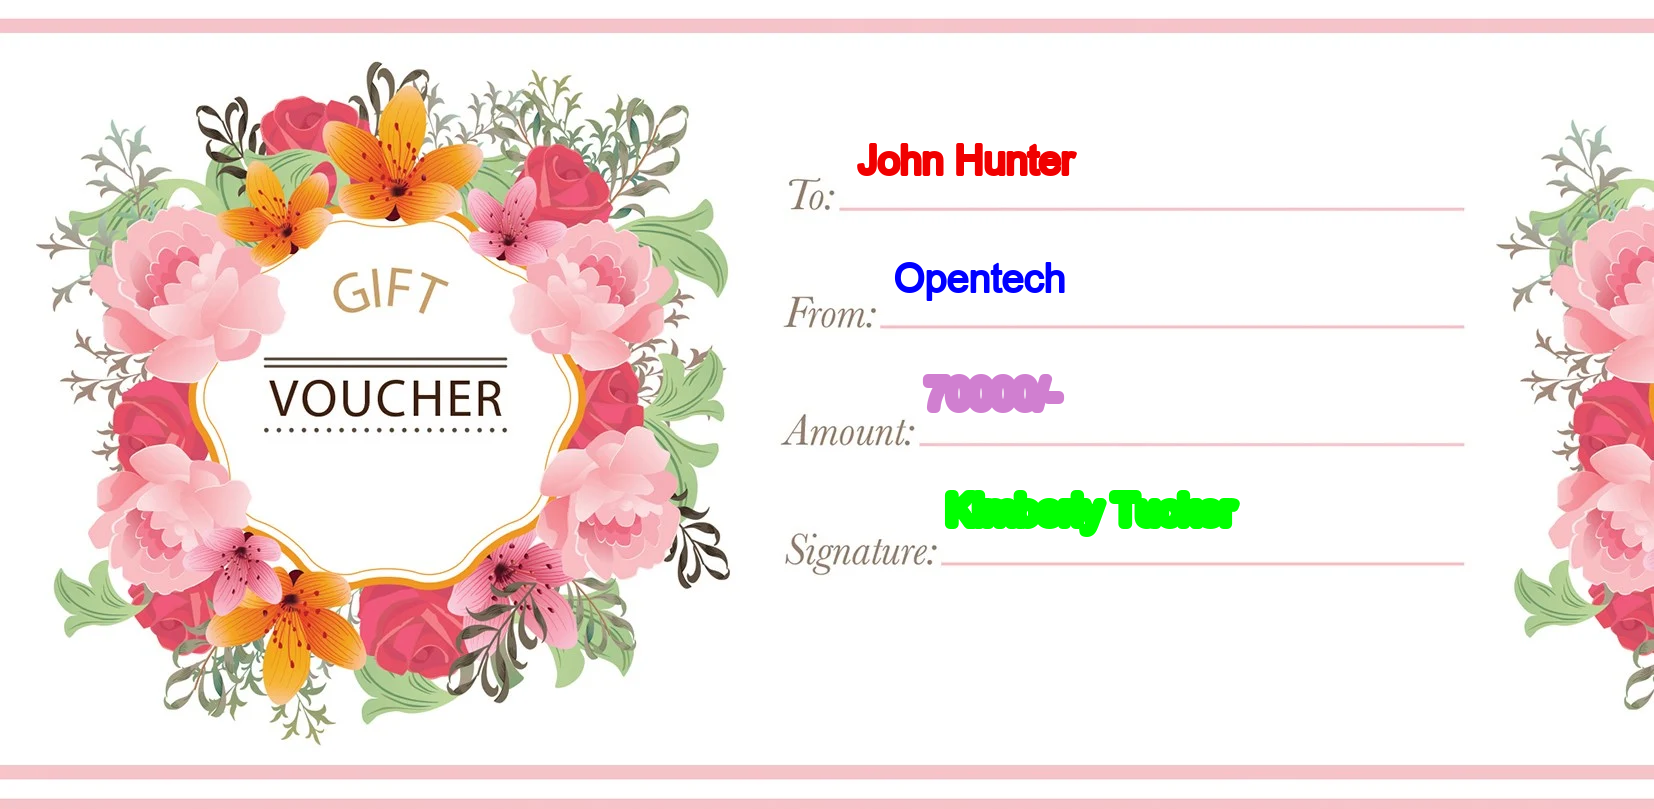 GIFT
VOUCHER
To: John Hunter
From: Opentech
Amount: 70000/-
Signature: Kimberly Tucker